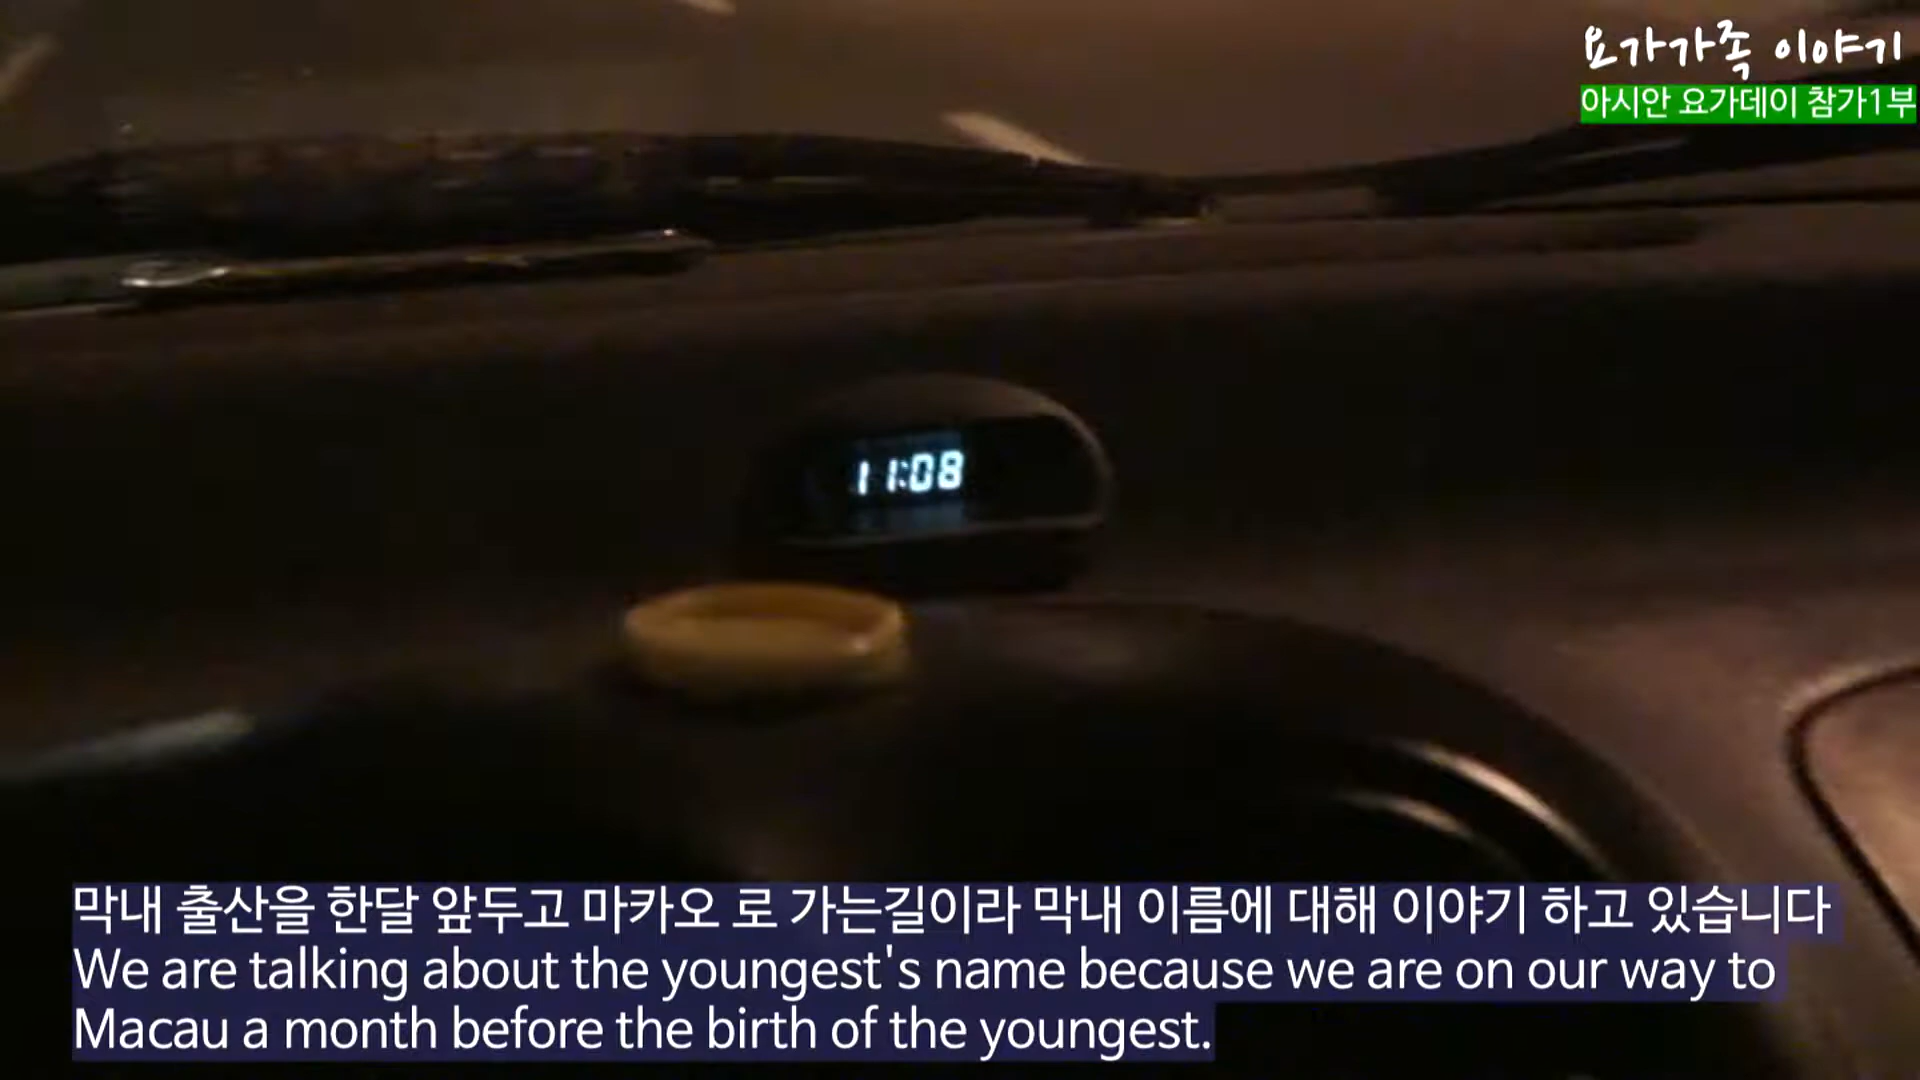 요가가족 이야기
아시안 요가데이 참가1부
11:08
막내 출산을 한달 앞두고 마카오 로 가는길이라 막내 이름에 대해 이야기 하고 있습니다
We are talking about the youngest's name because we are on our way to
Macau a month before the birth of the youngest.